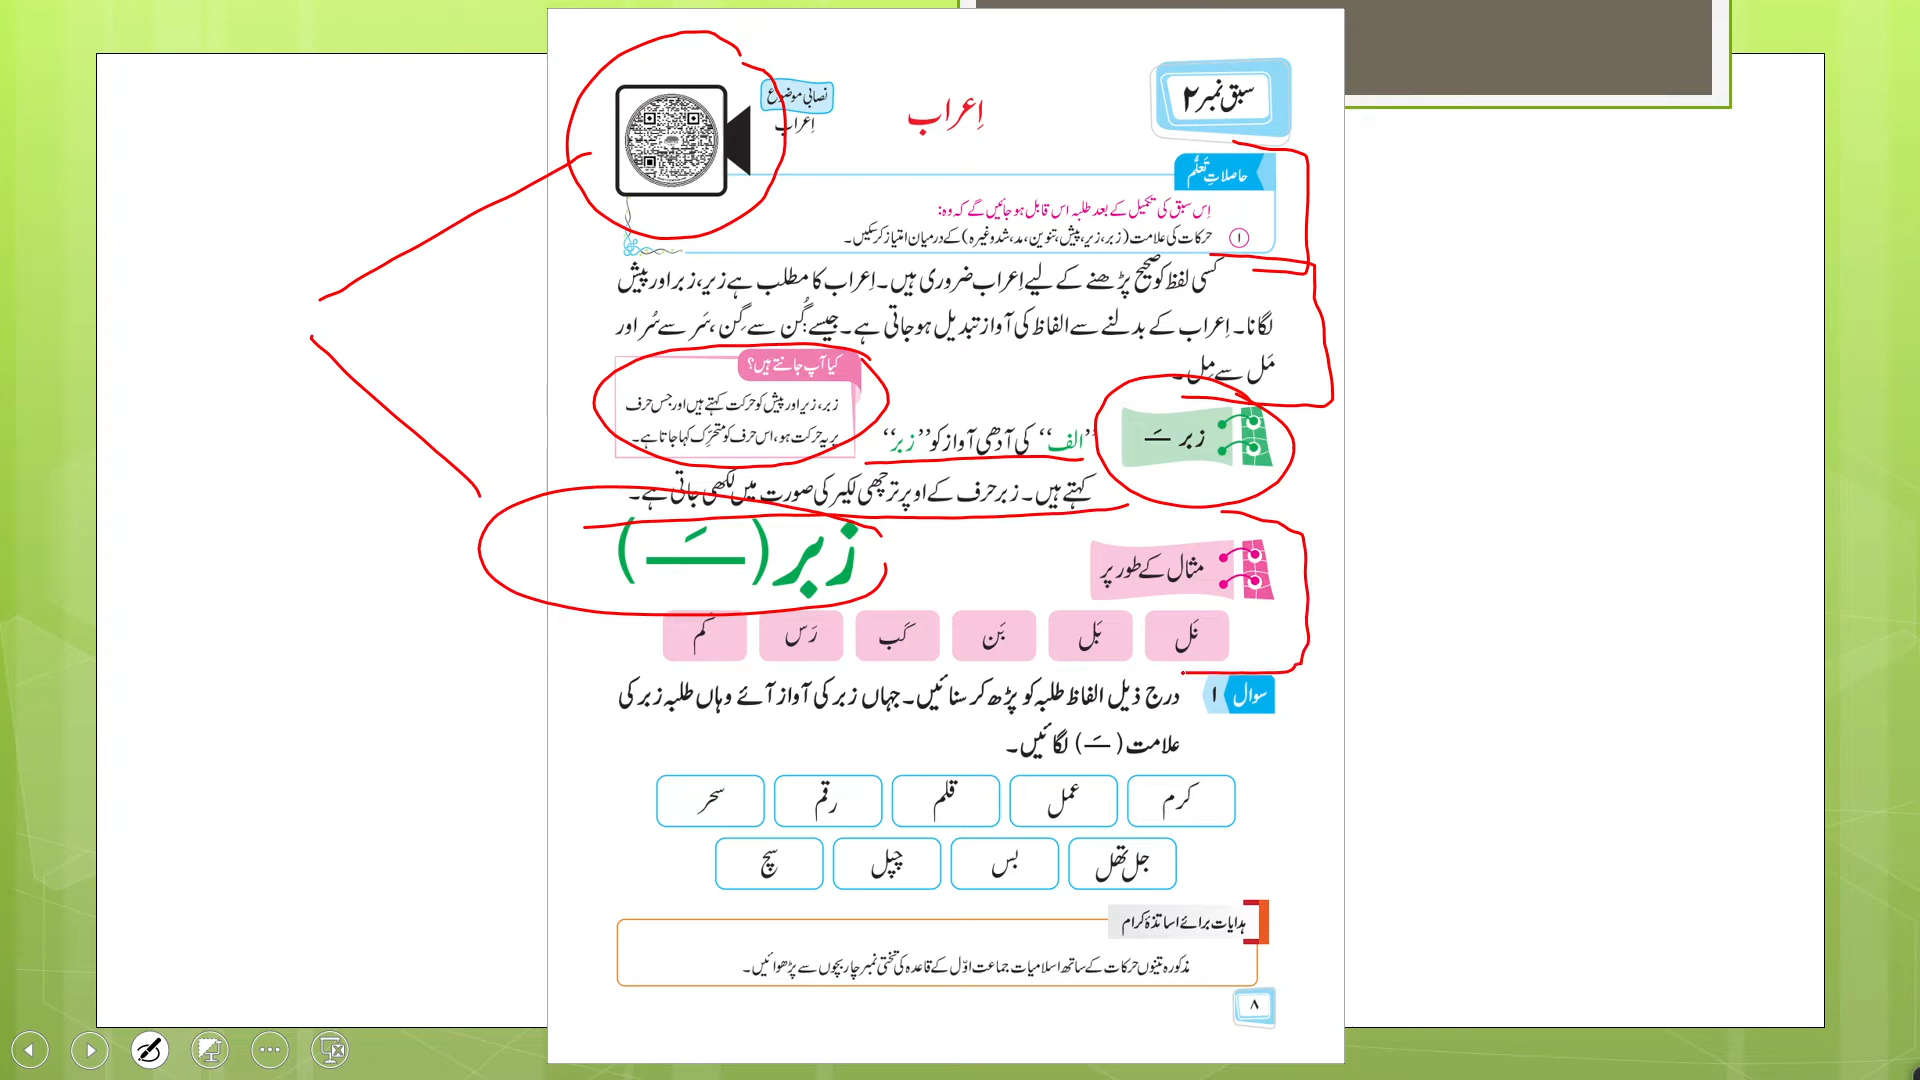 سبق نمبر ۲
اِعراب
نصابی موضوع
اِعراب
حاصلاتِ تَعلُّم
اِس سبق کی تکمیل کے بعد طلبہ اس قابل ہو جائیں گے کہ وہ:
۱ حرکات کی علامت (زبر، زیر، پیش، تنوین، مد، شد وغیرہ) کے درمیان امتیاز کر سکیں۔
کسی لفظ کو صحیح پڑھنے کے لیے اِعراب ضروری ہیں۔ اِعراب کا مطلب ہے زیر، زبر اور پیش
لگانا۔ اِعراب کے بدلنے سے الفاظ کی آواز تبدیل ہو جاتی ہے۔ جیسے گُن سے گِن، سَر سے سُر اور
مَل سے مِل۔
کیا آپ جانتے ہیں؟
زبر، زیر اور پیش کو حرکت کہتے ہیں اور جس حرف
پر یہ حرکت ہو، اس حرف کو متحرِّک کہا جاتا ہے۔
زبر ـَـ
”الف“ کی آدھی آواز کو ”زبر“
کہتے ہیں۔ زبر حرف کے اوپر ترچھی لکیر کی صورت میں لکھی جاتی ہے۔
زبر (ـَـ)
مثال کے طور پر
نَل بَل بَن کَب رَس کَم
سوال ۱ درج ذیل الفاظ طلبہ کو پڑھ کر سنائیں۔ جہاں زبر کی آواز آئے وہاں طلبہ زبر کی
علامت (ـَـ) لگائیں۔
کرم عمل قلم رقم سحر
جل تھل بس چپل سچ
ہدایات برائے اساتذۂ کرام
مذکورہ تینوں حرکات کے ساتھ اسلامیات جماعت اوّل کے قاعدہ کی تختی نمبر چار بچوں سے پڑھوائیں۔
۸